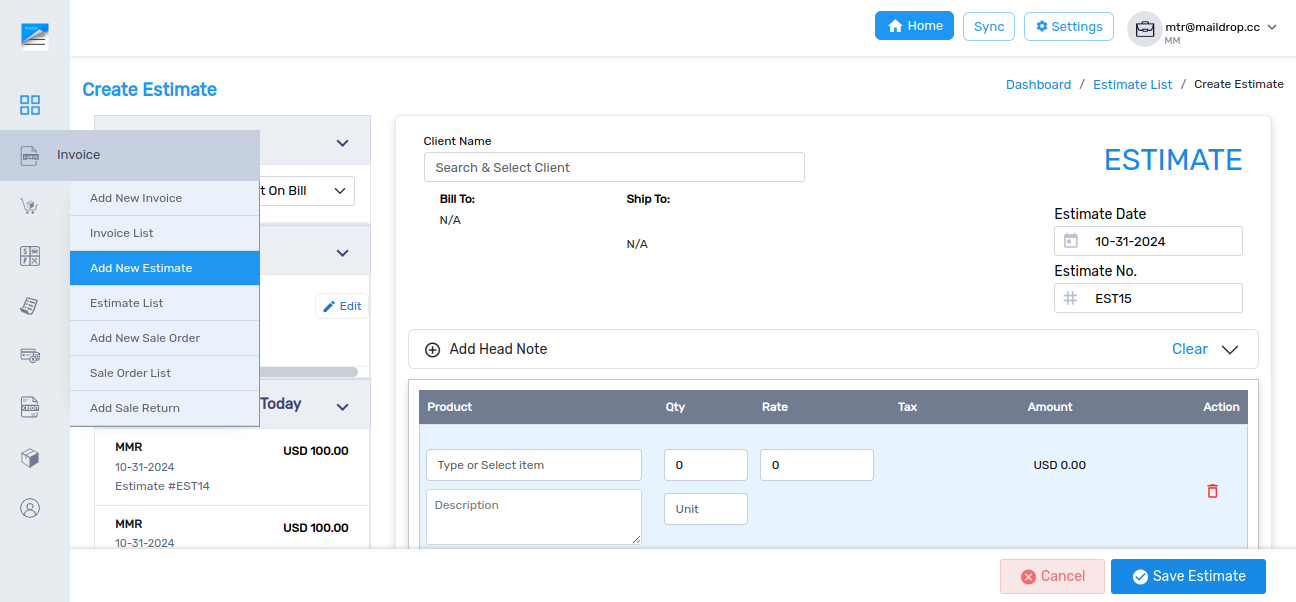 Home
Sync
Settings
mtr@maildrop.cc
MM
Create Estimate
Dashboard / Estimate List / Create Estimate
Invoice
Add New Invoice
Invoice List
Add New Estimate
Estimate List
Add New Sale Order
Sale Order List
Add Sale Return
t On Bill
Edit
Today
MMR
USD 100.00
10-31-2024
Estimate #EST14
MMR
USD 100.00
10-31-2024
Client Name
Search & Select Client
Bill To:
N/A
Ship To:
N/A
ESTIMATE
Estimate Date
10-31-2024
Estimate No.
EST15
Add Head Note
Clear
Product Qty Rate Tax Amount Action
Type or Select item
0
0
USD 0.00
Description
Unit
Cancel
Save Estimate